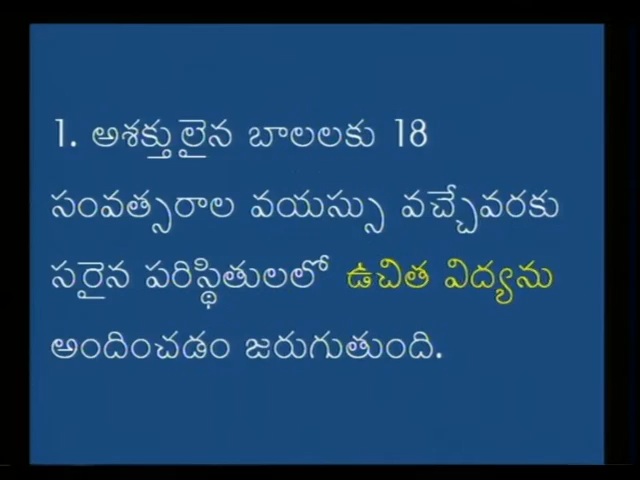 1. అశక్తులైన బాలలకు 18
సంవత్సరాల వయస్సు వచ్చేవరకు
సరైన పరిస్థితులలో ఉచిత విద్యను
అందించడం జరుగుతుంది.